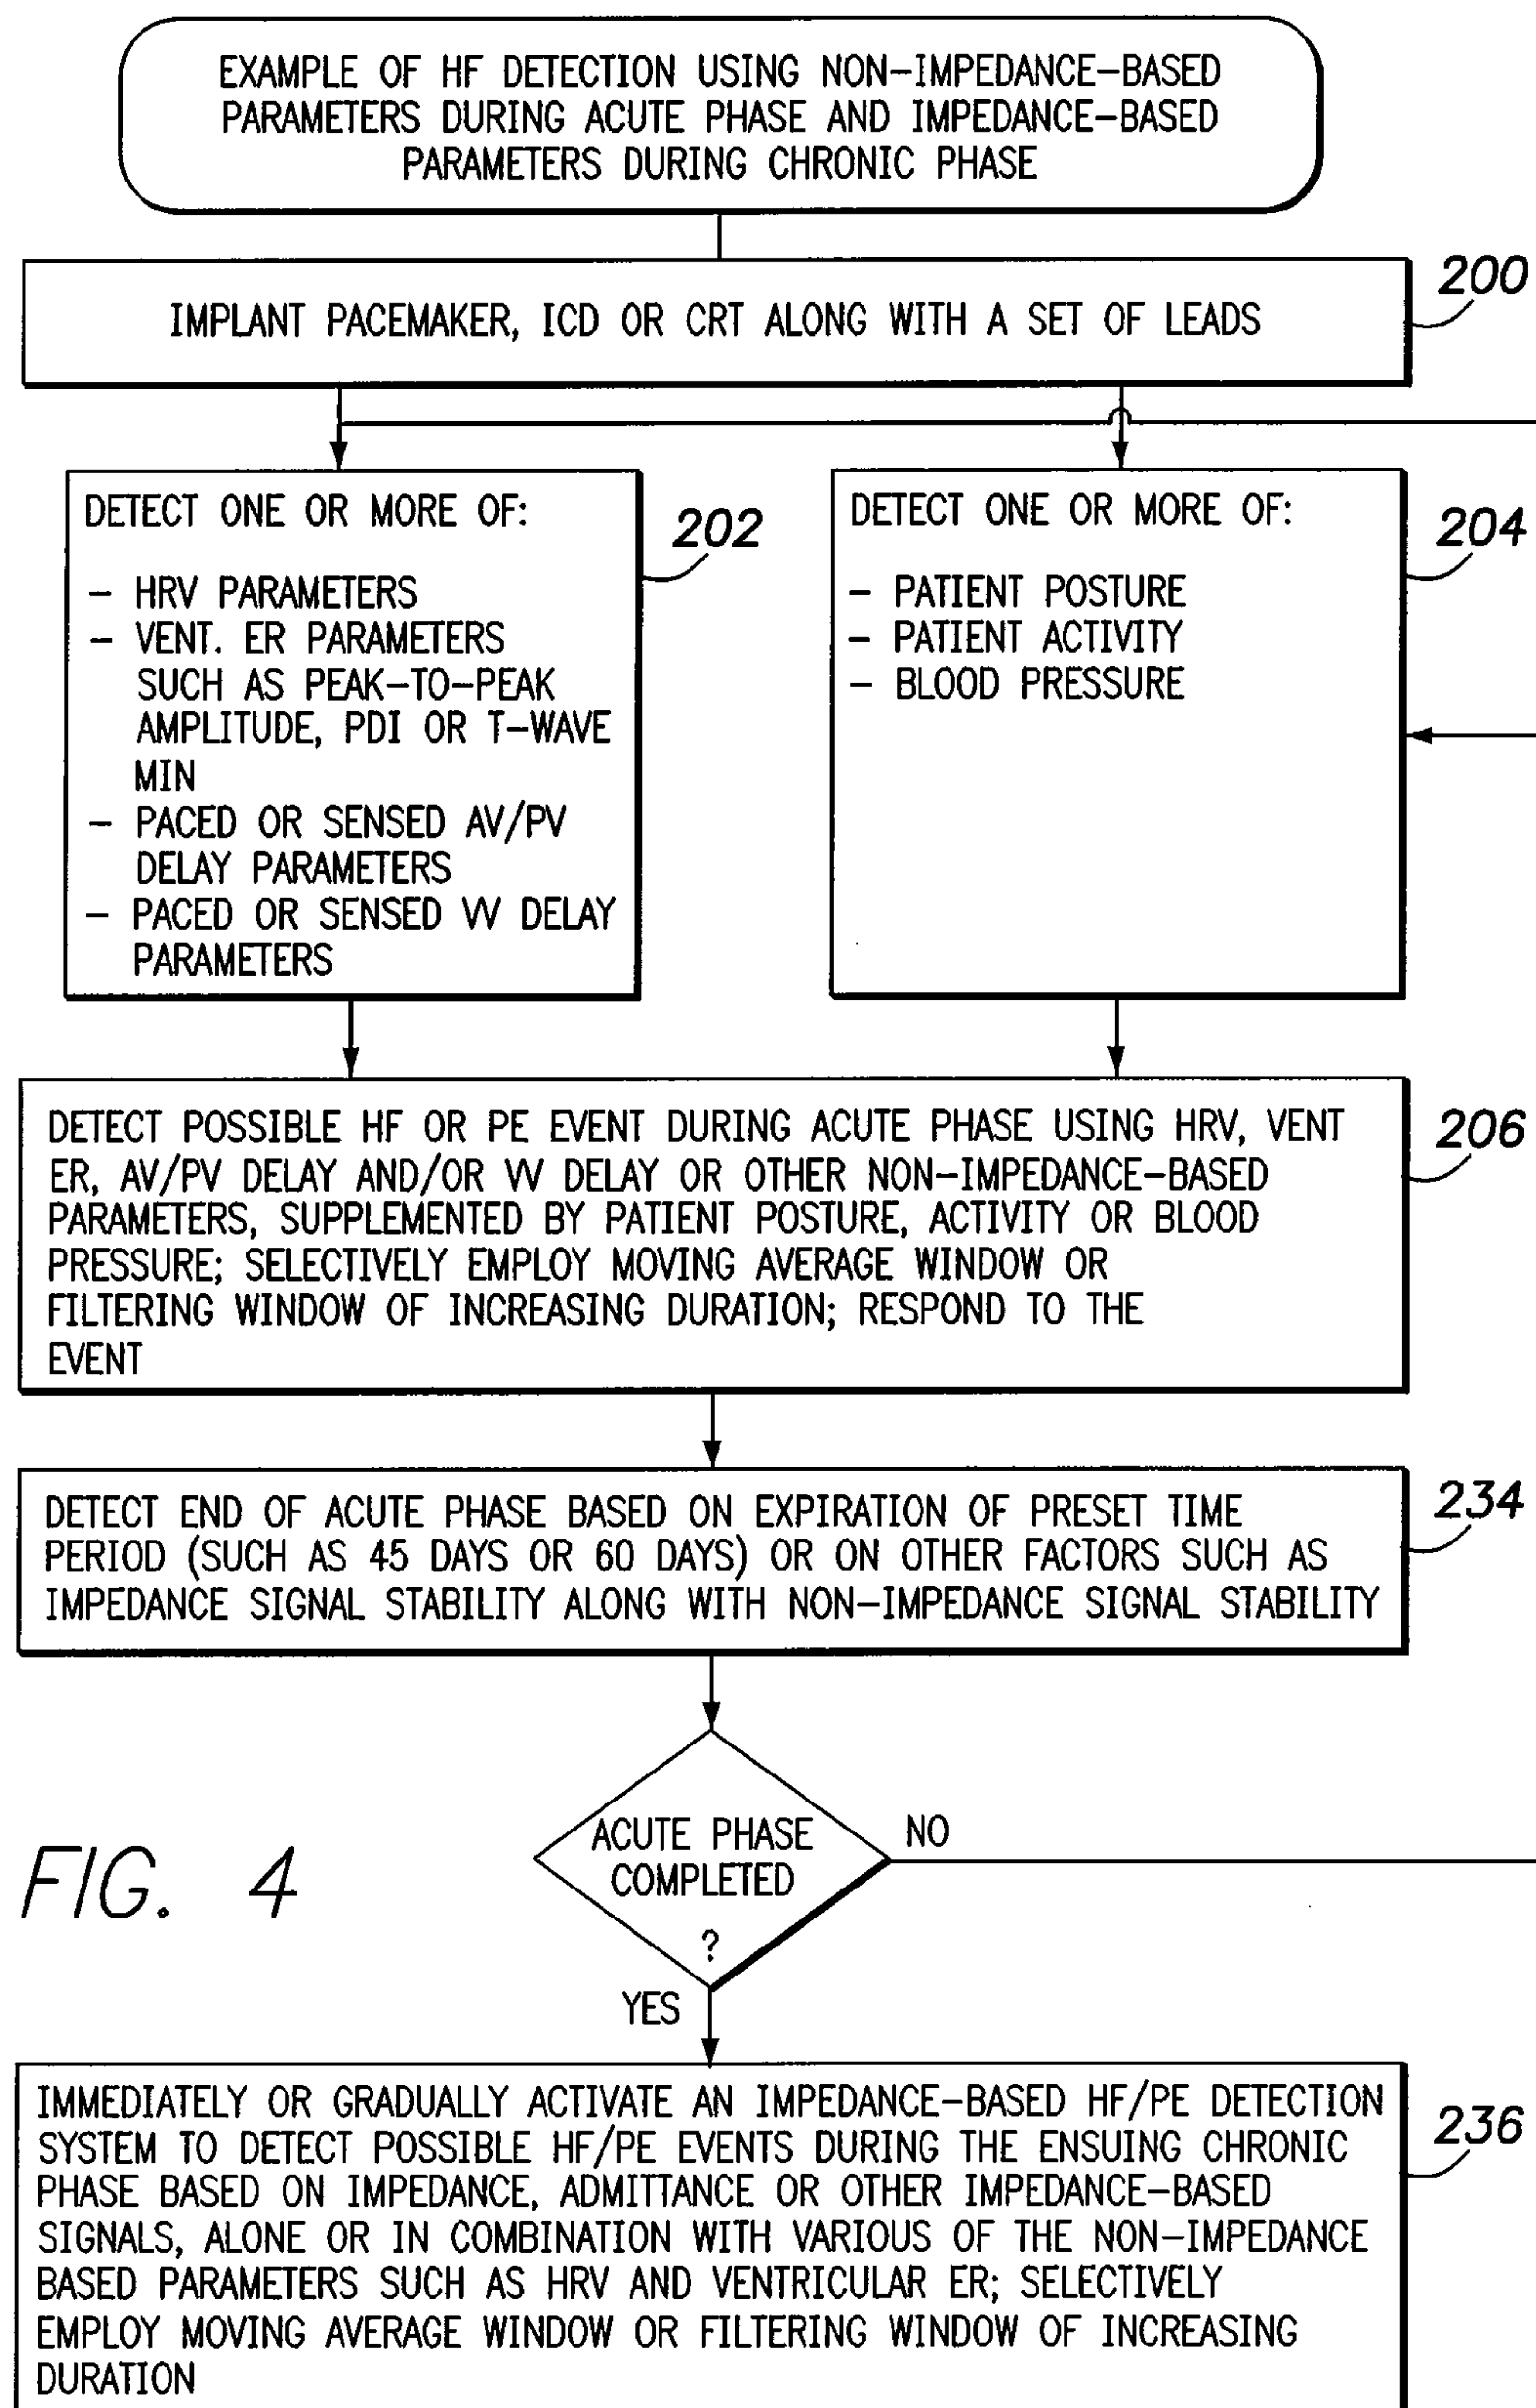 EXAMPLE OF HF DETECTION USING NON-IMPEDANCE-BASED
PARAMETERS DURING ACUTE PHASE AND IMPEDANCE-BASED
PARAMETERS DURING CHRONIC PHASE
200
IMPLANT PACEMAKER, ICD OR CRT ALONG WITH A SET OF LEADS
DETECT ONE OR MORE OF:
202
- HRV PARAMETERS
- VENT. ER PARAMETERS
SUCH AS PEAK-TO-PEAK
AMPLITUDE, PDI OR T-WAVE
MIN
- PACED OR SENSED AV/PV
DELAY PARAMETERS
- PACED OR SENSED VV DELAY
PARAMETERS
DETECT ONE OR MORE OF:
204
- PATIENT POSTURE
- PATIENT ACTIVITY
- BLOOD PRESSURE
DETECT POSSIBLE HF OR PE EVENT DURING ACUTE PHASE USING HRV, VENT
206
ER, AV/PV DELAY AND/OR VV DELAY OR OTHER NON-IMPEDANCE-BASED
PARAMETERS, SUPPLEMENTED BY PATIENT POSTURE, ACTIVITY OR BLOOD
PRESSURE; SELECTIVELY EMPLOY MOVING AVERAGE WINDOW OR
FILTERING WINDOW OF INCREASING DURATION; RESPOND TO THE
EVENT
DETECT END OF ACUTE PHASE BASED ON EXPIRATION OF PRESET TIME
234
PERIOD (SUCH AS 45 DAYS OR 60 DAYS) OR ON OTHER FACTORS SUCH AS
IMPEDANCE SIGNAL STABILITY ALONG WITH NON-IMPEDANCE SIGNAL STABILITY
ACUTE PHASE
COMPLETED
?
NO
YES
FIG. 4
IMMEDIATELY OR GRADUALLY ACTIVATE AN IMPEDANCE-BASED HF/PE DETECTION
236
SYSTEM TO DETECT POSSIBLE HF/PE EVENTS DURING THE ENSUING CHRONIC
PHASE BASED ON IMPEDANCE, ADMITTANCE OR OTHER IMPEDANCE-BASED
SIGNALS, ALONE OR IN COMBINATION WITH VARIOUS OF THE NON-IMPEDANCE
BASED PARAMETERS SUCH AS HRV AND VENTRICULAR ER; SELECTIVELY
EMPLOY MOVING AVERAGE WINDOW OR FILTERING WINDOW OF INCREASING
DURATION